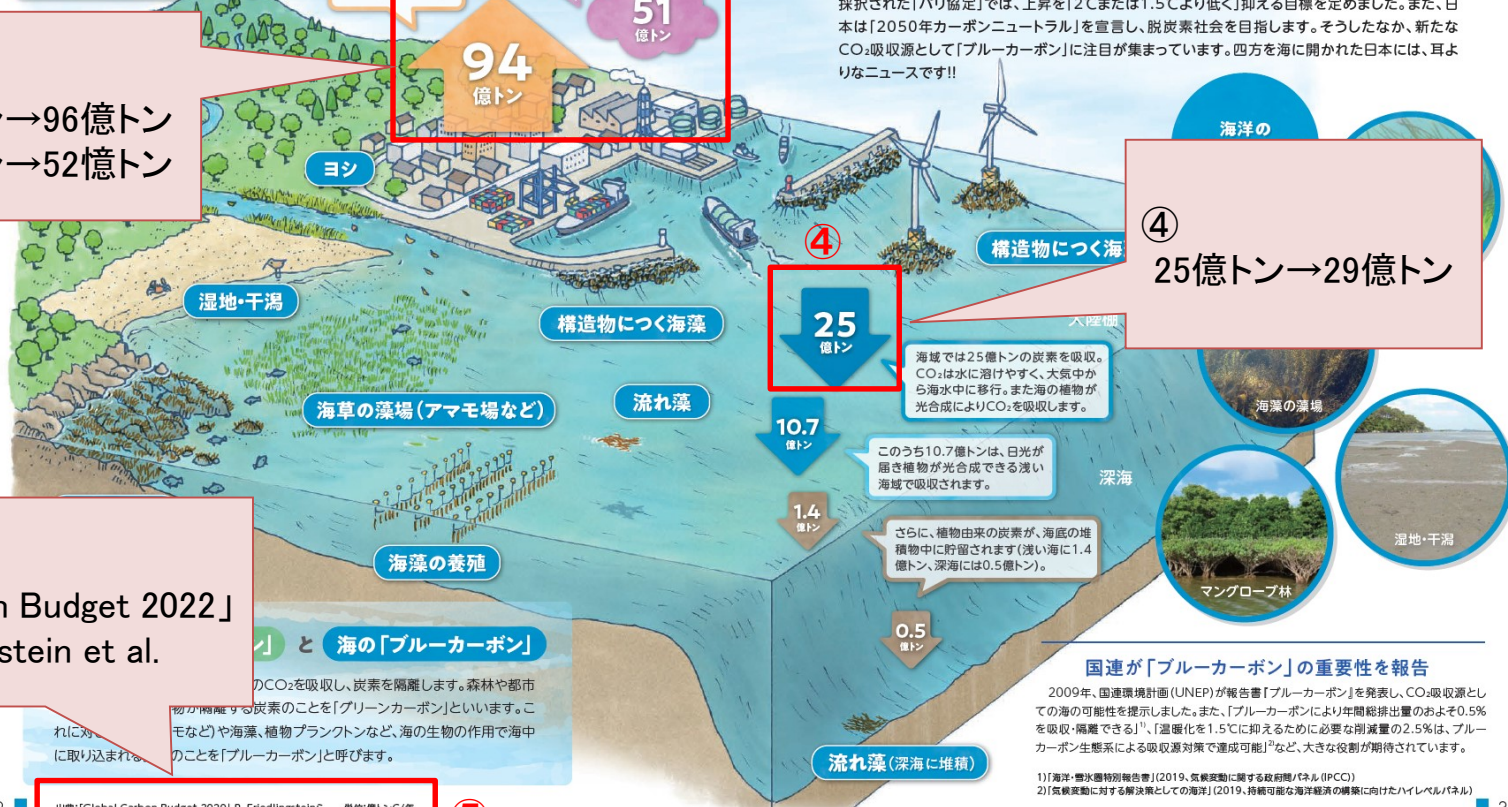 採択された「パリ協定」では、上昇を「2℃または1.5℃より低く」抑える目標を定めました。また、日
本は「2050年カーボンニュートラル」を宣言し、脱炭素社会を目指します。そうしたなか、新たな
CO₂吸収源として「ブルーカーボン」に注目が集まっています。四方を海に開かれた日本には、耳よ
りなニュースです!!
51
億トン
94
億トン
→96億トン
→52憶トン
ヨシ
海洋の
④
④
25億トン→29億トン
構造物につく海
湿地・干潟
構造物につく海藻
25
億トン
大陸棚
海域では25億トンの炭素を吸収。
CO₂は水に溶けやすく、大気中か
ら海水中に移行。また海の植物が
光合成によりCO₂を吸収します。
海草の藻場(アマモ場など)
流れ藻
海藻の藻場
10.7
億トン
このうち10.7億トンは、日光が
届き植物が光合成できる浅い
海域で吸収されます。
深海
1.4
億トン
さらに、植物由来の炭素が、海底の堆
積物中に貯留されます(浅い海に1.4
億トン、深海には0.5億トン)。
湿地・干潟
マングローブ林
海藻の養殖
n Budget 2022」
stein et al.
0.5
億トン
」 と 海の「ブルーカーボン」
のCO₂を吸収し、炭素を隔離します。森林や都市
物が隔離する炭素のことを「グリーンカーボン」といいます。こ
れに対 モなど)や海藻、植物プランクトンなど、海の生物の作用で海中
に取り込まれる のことを「ブルーカーボン」と呼びます。
流れ藻(深海に堆積)
国連が「ブルーカーボン」の重要性を報告
2009年、国連環境計画(UNEP)が報告書『ブルーカーボン』を発表し、CO₂吸収源とし
ての海の可能性を提示しました。また、「ブルーカーボンにより年間総排出量のおよそ0.5%
を吸収・隔離できる」¹⁾、「温暖化を1.5℃に抑えるために必要な削減量の2.5%は、ブルー
カーボン生態系による吸収源対策で達成可能」²⁾など、大きな役割が期待されています。
1)「海洋・雪氷圏特別報告書」(2019、気候変動に関する政府間パネル(IPCC))
2)「気候変動に対する解決策としての海洋」(2019、持続可能な海洋経済の構築に向けたハイレベルパネル)